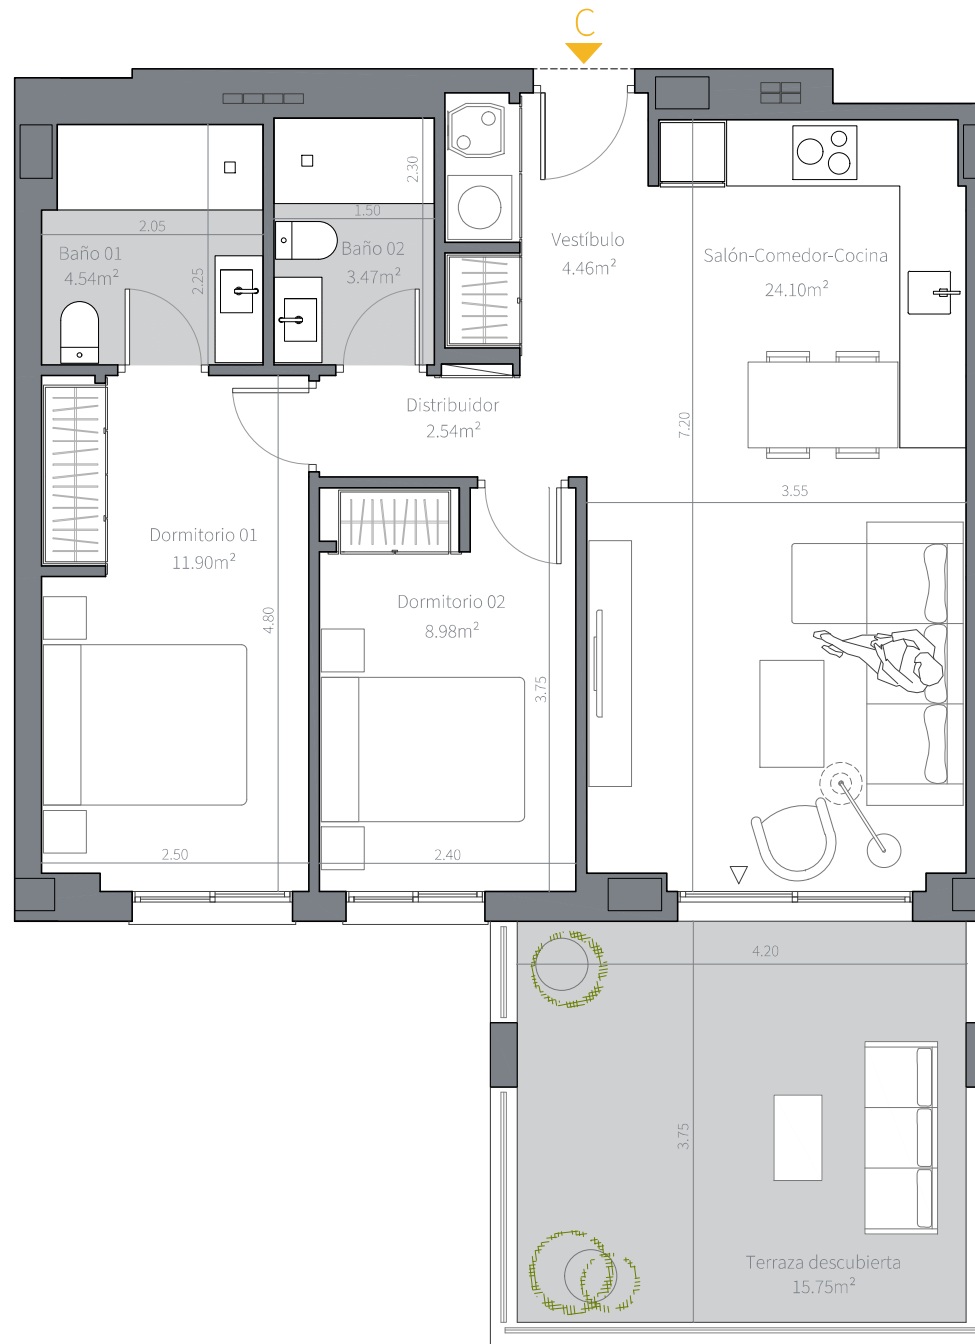 C
2.05
Baño 01
4.54m²
2.25
2.30
1.50
Baño 02
3.47m²
Vestíbulo
4.46m²
Salón-Comedor-Cocina
24.10m²
Distribuidor
2.54m²
7.20
3.55
Dormitorio 01
11.90m²
4.80
Dormitorio 02
8.98m²
3.75
2.50
2.40
4.20
3.75
Terraza descubierta
15.75m²